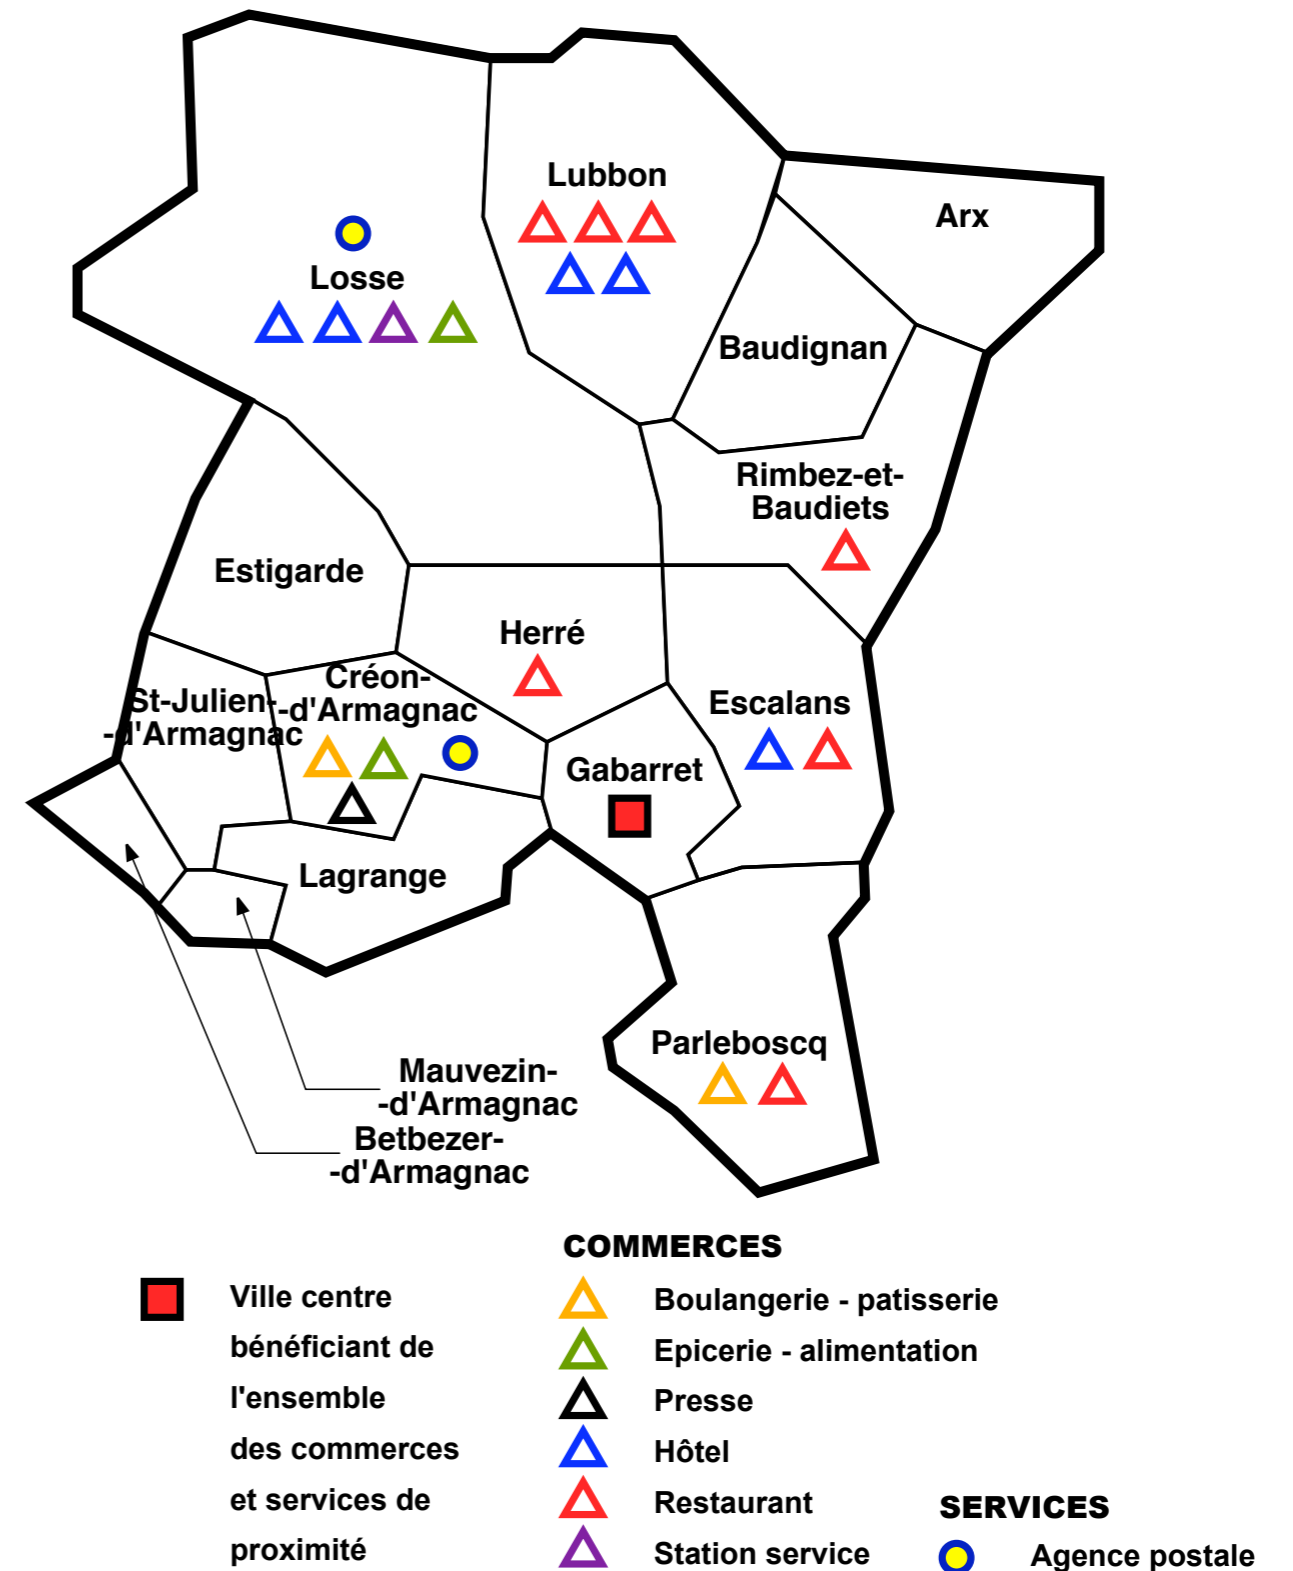 Lubbon
Arx
Losse
Baudignan
Rimbez-et-
Baudiets
Estigarde
Herré
Créon-
-d'Armagnac
St-Julien-
-d'Armagnac
Escalans
Gabarret
Lagrange
Parleboscq
Mauvezin-
-d'Armagnac
Betbezer-
-d'Armagnac
Ville centre
bénéficiant de
l'ensemble
des commerces
et services de
proximité
COMMERCES
Boulangerie - patisserie
Epicerie - alimentation
Presse
Hôtel
Restaurant
Station service
SERVICES
Agence postale